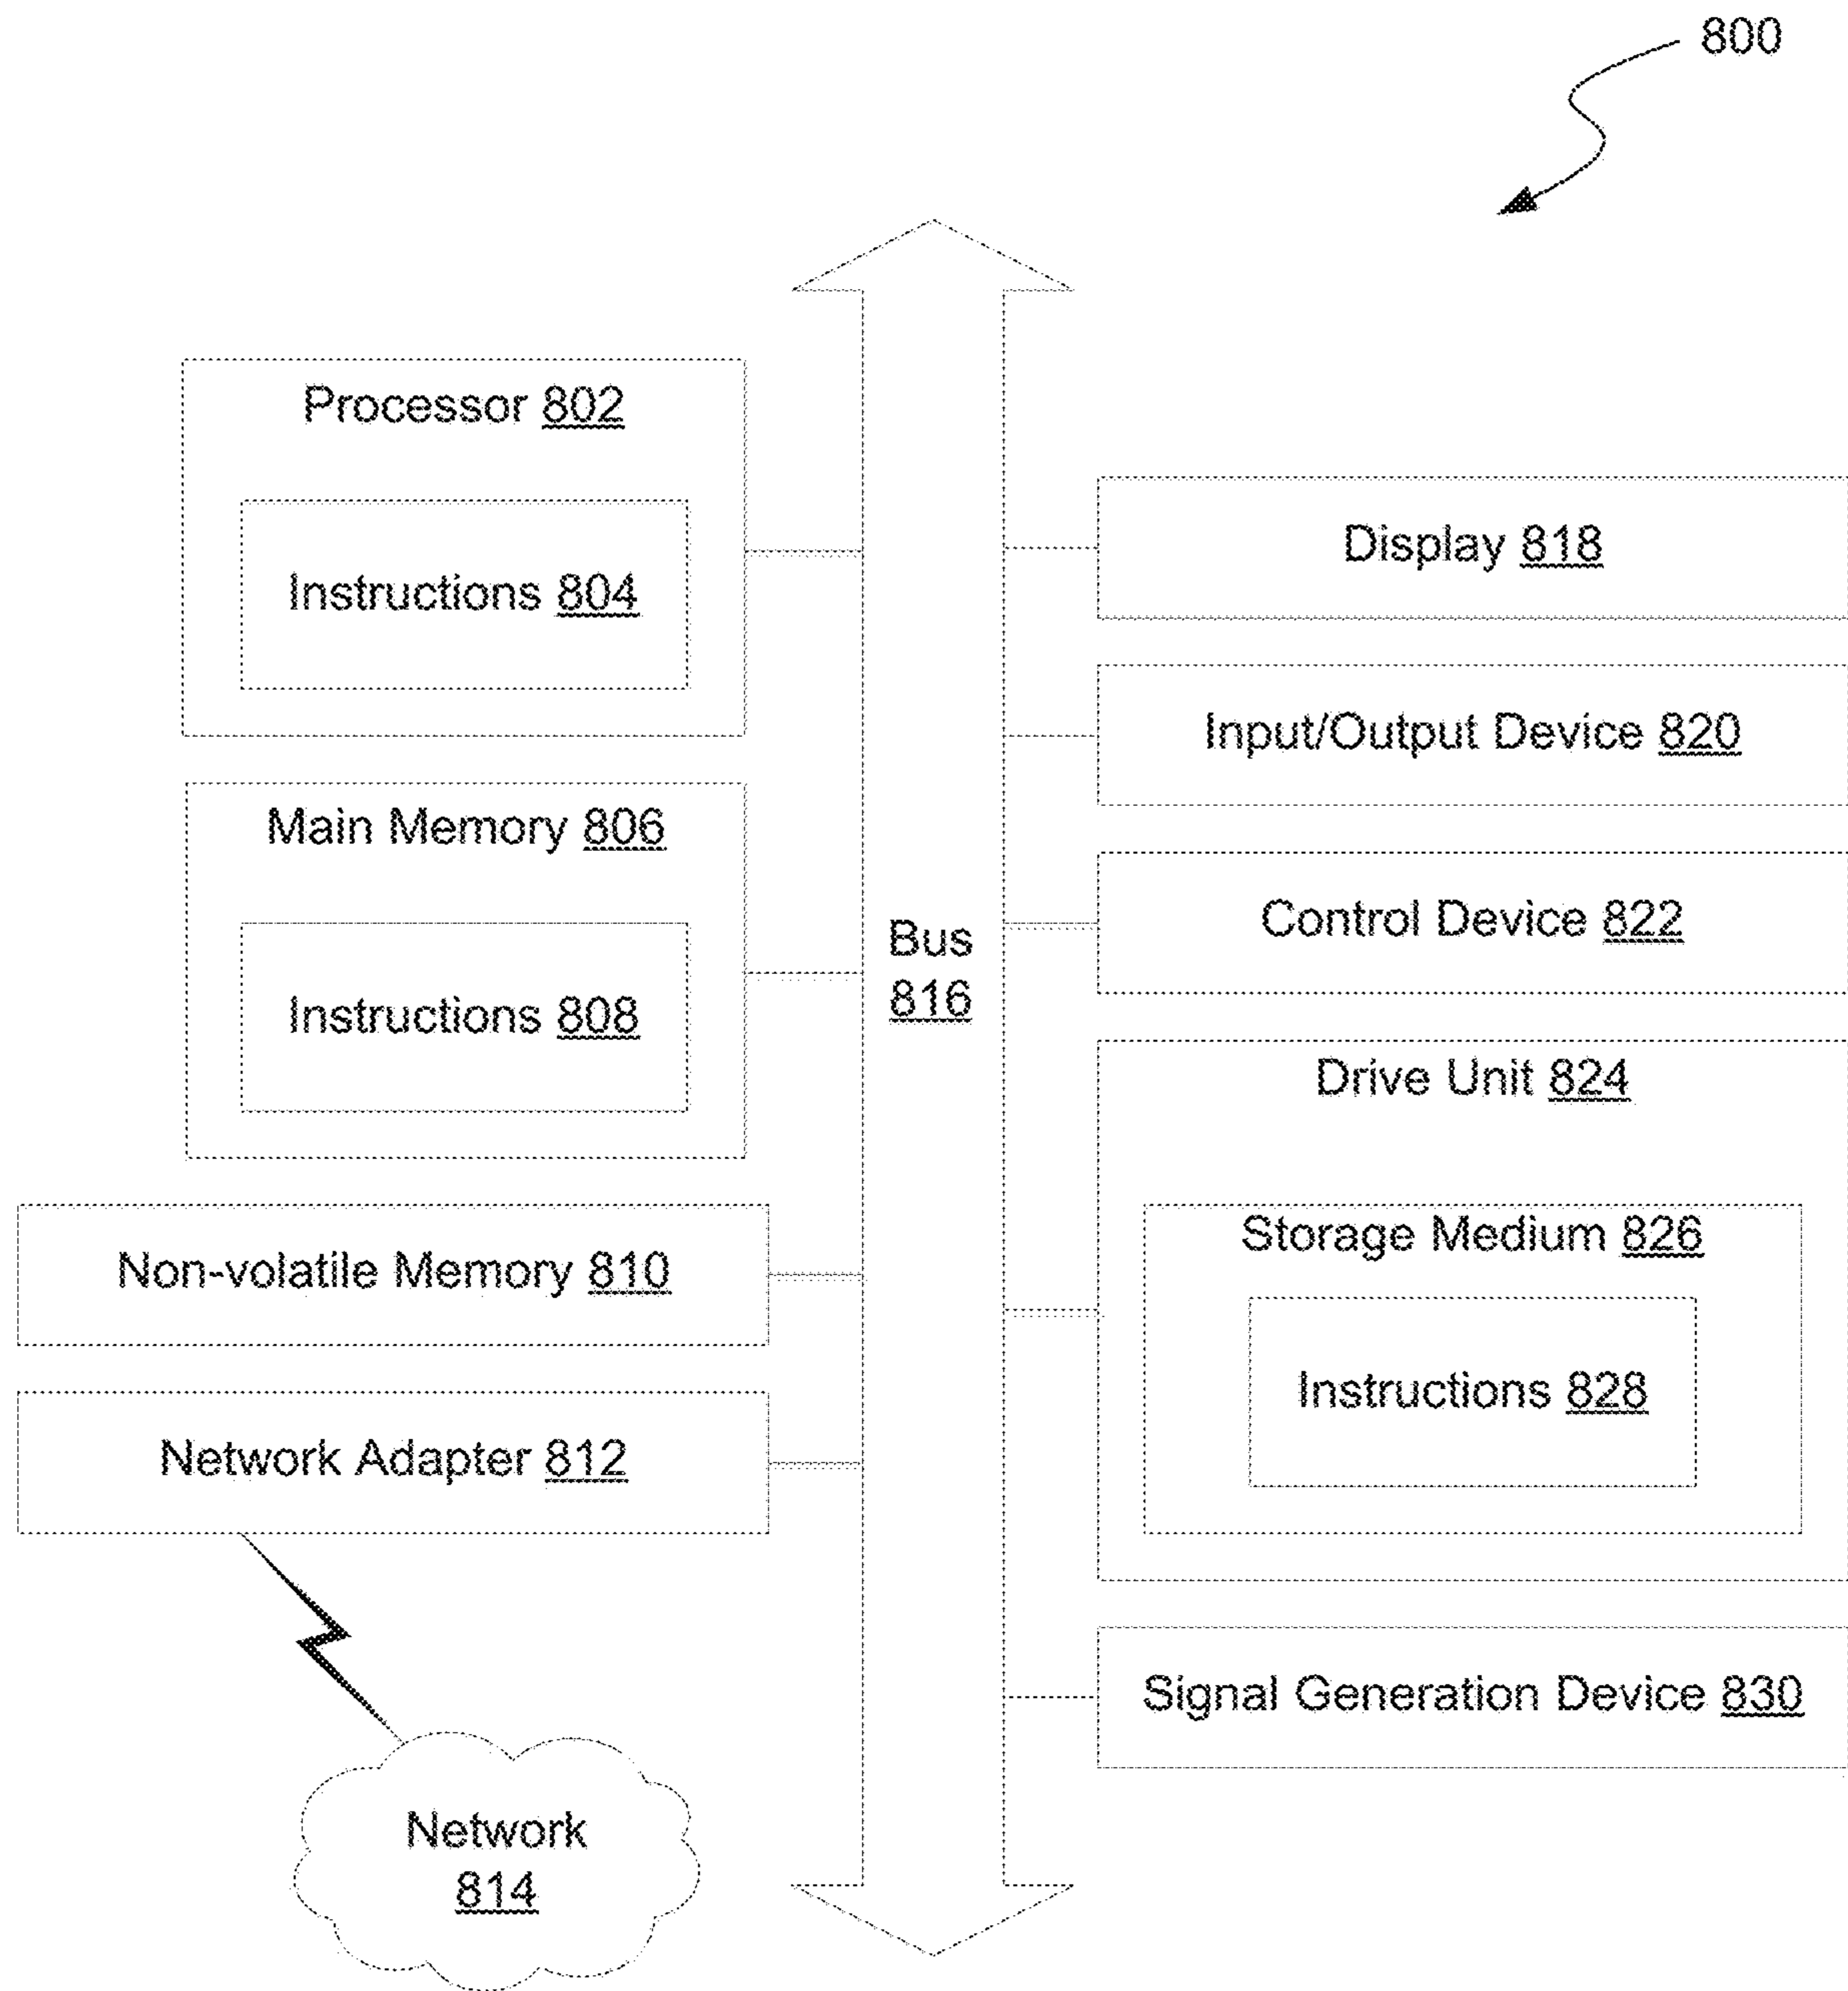 800
Processor 802
Instructions 804
Main Memory 806
Instructions 808
Non-volatile Memory 810
Network Adapter 812
Network
814
Bus
816
Display 818
Input/Output Device 820
Control Device 822
Drive Unit 824
Storage Medium 826
Instructions 828
Signal Generation Device 830